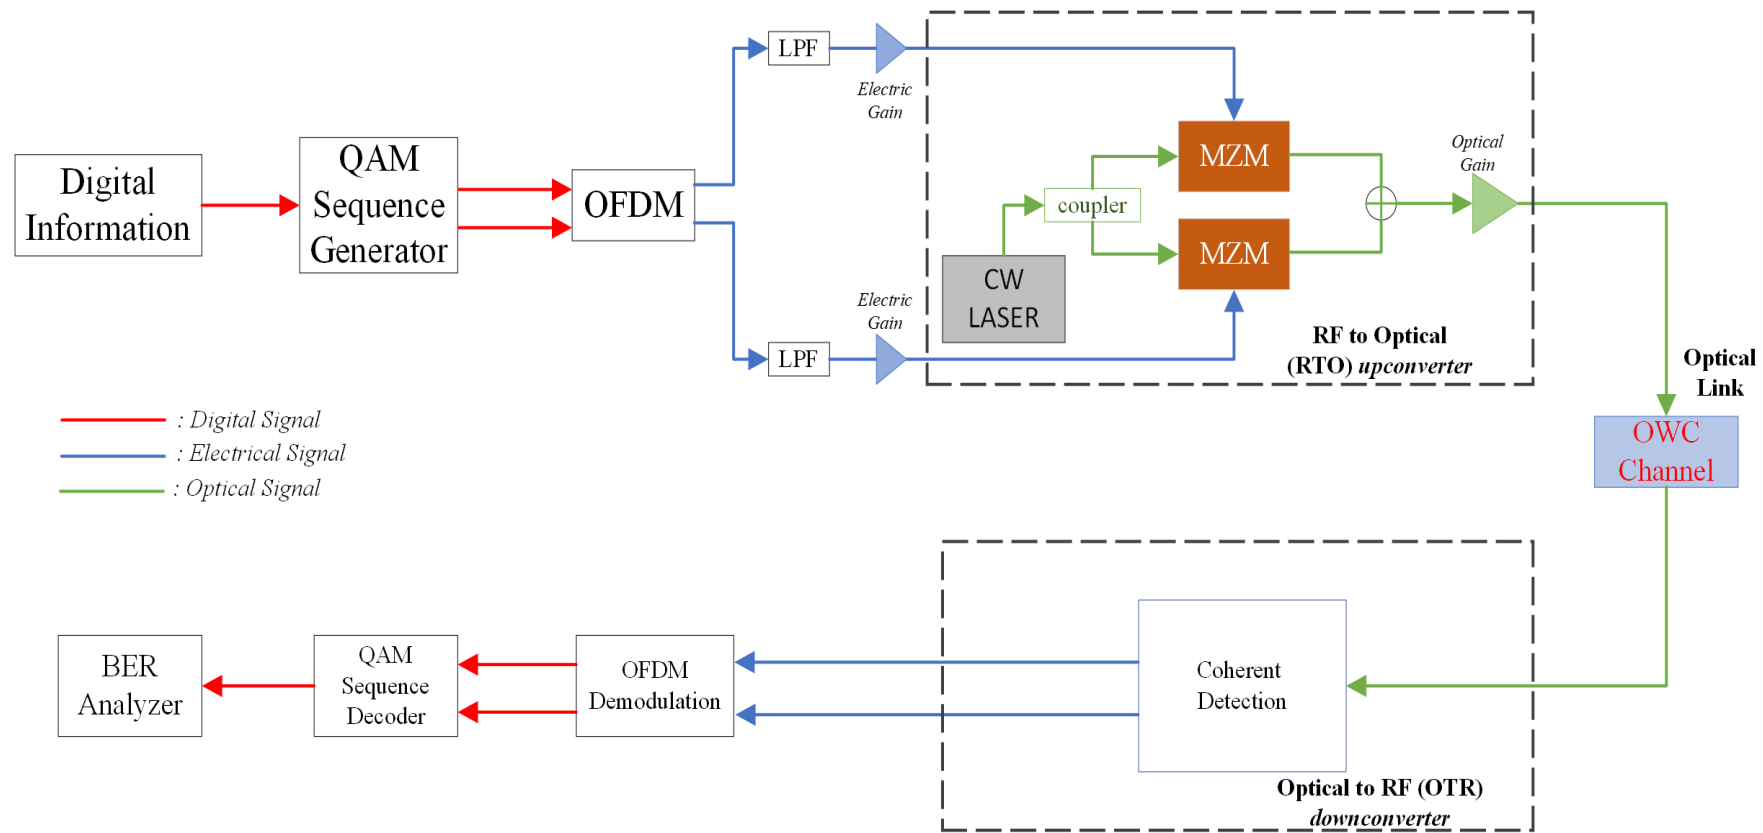 Digital
Information
QAM
Sequence
Generator
OFDM
LPF
Electric
Gain
LPF
Electric
Gain
CW
LASER
coupler
MZM
MZM
Optical
Gain
RF to Optical
(RTO) upconverter
Optical
Link
OWC
Channel
: Digital Signal
: Electrical Signal
: Optical Signal
BER
Analyzer
QAM
Sequence
Decoder
OFDM
Demodulation
Coherent
Detection
Optical to RF (OTR)
downconverter